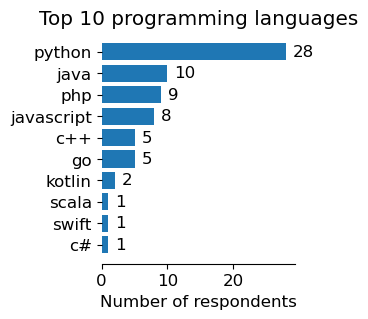 Top 10 programming languages
python 28
java 10
php 9
javascript 8
c++ 5
go 5
kotlin 2
scala 1
swift 1
c# 1
0 10 20
Number of respondents